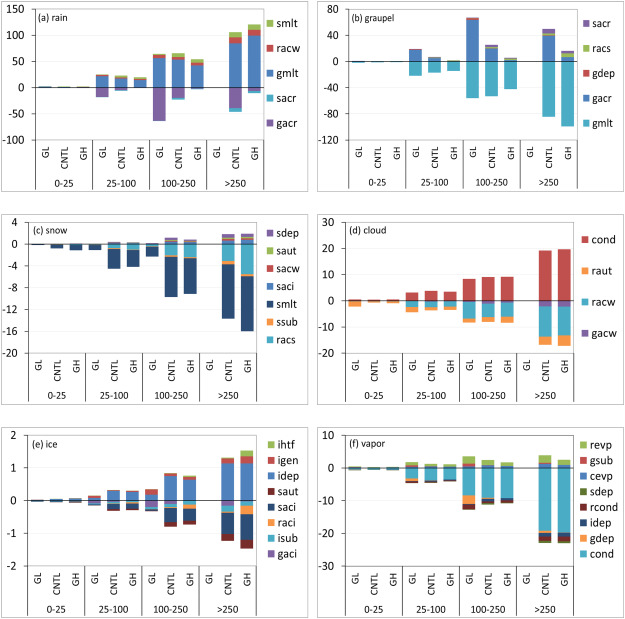 (a) rain
150
100
50
0
-50
-100
GL CNTL GH GL CNTL GH GL CNTL GH GL CNTL GH
0-25 25-100 100-250 >250
smlt
racw
gmlt
sacr
gacr
(b) graupel
80
40
0
-40
-80
-120
GL CNTL GH GL CNTL GH GL CNTL GH GL CNTL GH
0-25 25-100 100-250 >250
sacr
racs
gdep
gacr
gmlt
(c) snow
4
0
-4
-8
-12
-16
-20
GL CNTL GH GL CNTL GH GL CNTL GH GL CNTL GH
0-25 25-100 100-250 >250
sdep
saut
sacw
saci
smlt
ssub
racs
(d) cloud
30
20
10
0
-10
-20
GL CNTL GH GL CNTL GH GL CNTL GH GL CNTL GH
0-25 25-100 100-250 >250
cond
raut
racw
gacw
(e) ice
2
1
0
-1
-2
GL CNTL GH GL CNTL GH GL CNTL GH GL CNTL GH
0-25 25-100 100-250 >250
ihtf
igen
idep
saut
saci
raci
isub
gaci
(f) vapor
10
0
-10
-20
-30
GL CNTL GH GL CNTL GH GL CNTL GH GL CNTL GH
0-25 25-100 100-250 >250
revp
gsub
cevp
sdep
rcond
idep
gdep
cond